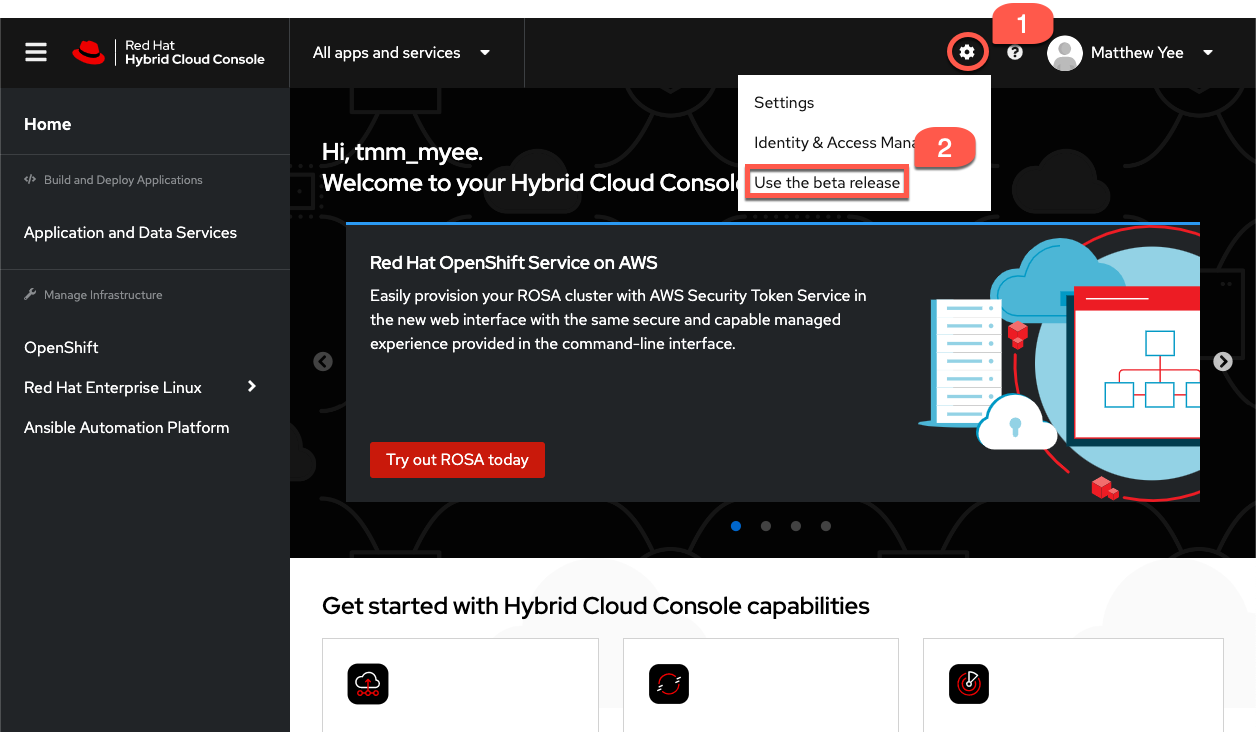 1
Red Hat
Hybrid Cloud Console
All apps and services
Matthew Yee
Settings
Identity & Access Mana
2
Use the beta release
Home
Build and Deploy Applications
Application and Data Services
Manage Infrastructure
OpenShift
Red Hat Enterprise Linux
Ansible Automation Platform
Hi, tmm_myee.
Welcome to your Hybrid Cloud Console
Red Hat OpenShift Service on AWS
Easily provision your ROSA cluster with AWS Security Token Service in
the new web interface with the same secure and capable managed
experience provided in the command-line interface.
Try out ROSA today
Get started with Hybrid Cloud Console capabilities